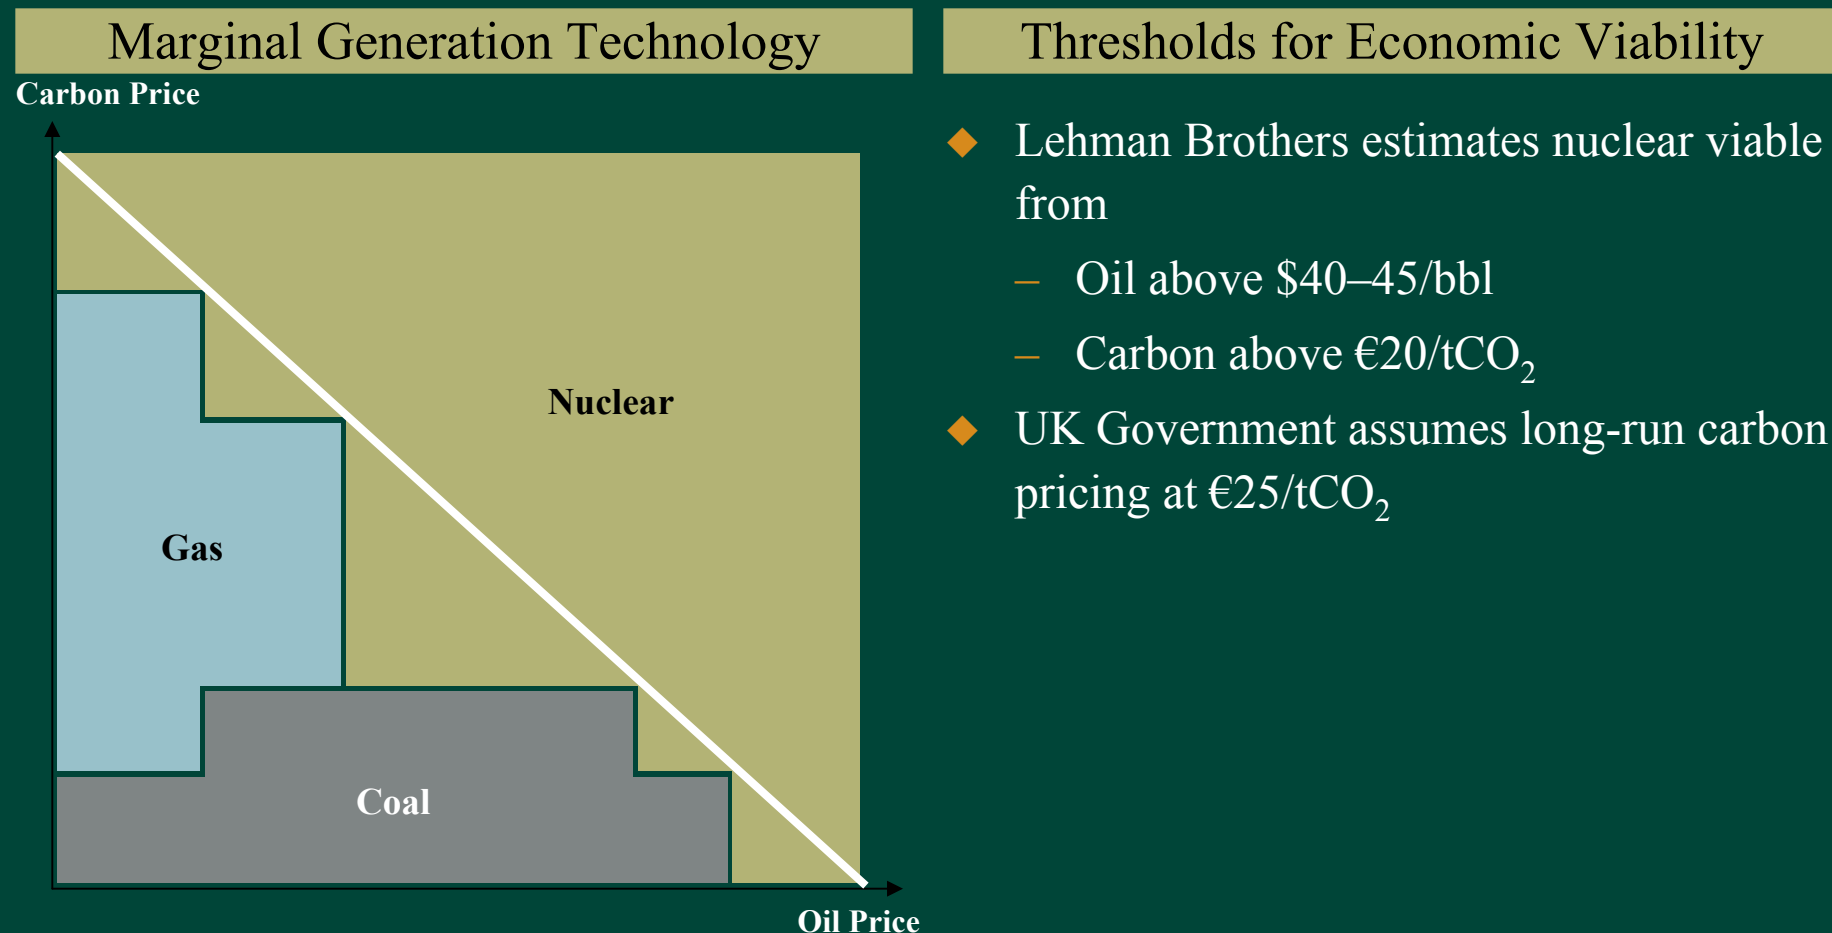 Marginal Generation Technology
Carbon Price
Nuclear
Gas
Coal
Oil Price
Thresholds for Economic Viability
Lehman Brothers estimates nuclear viable
from
– Oil above $40–45/bbl
– Carbon above €20/tCO₂
UK Government assumes long-run carbon
pricing at €25/tCO₂